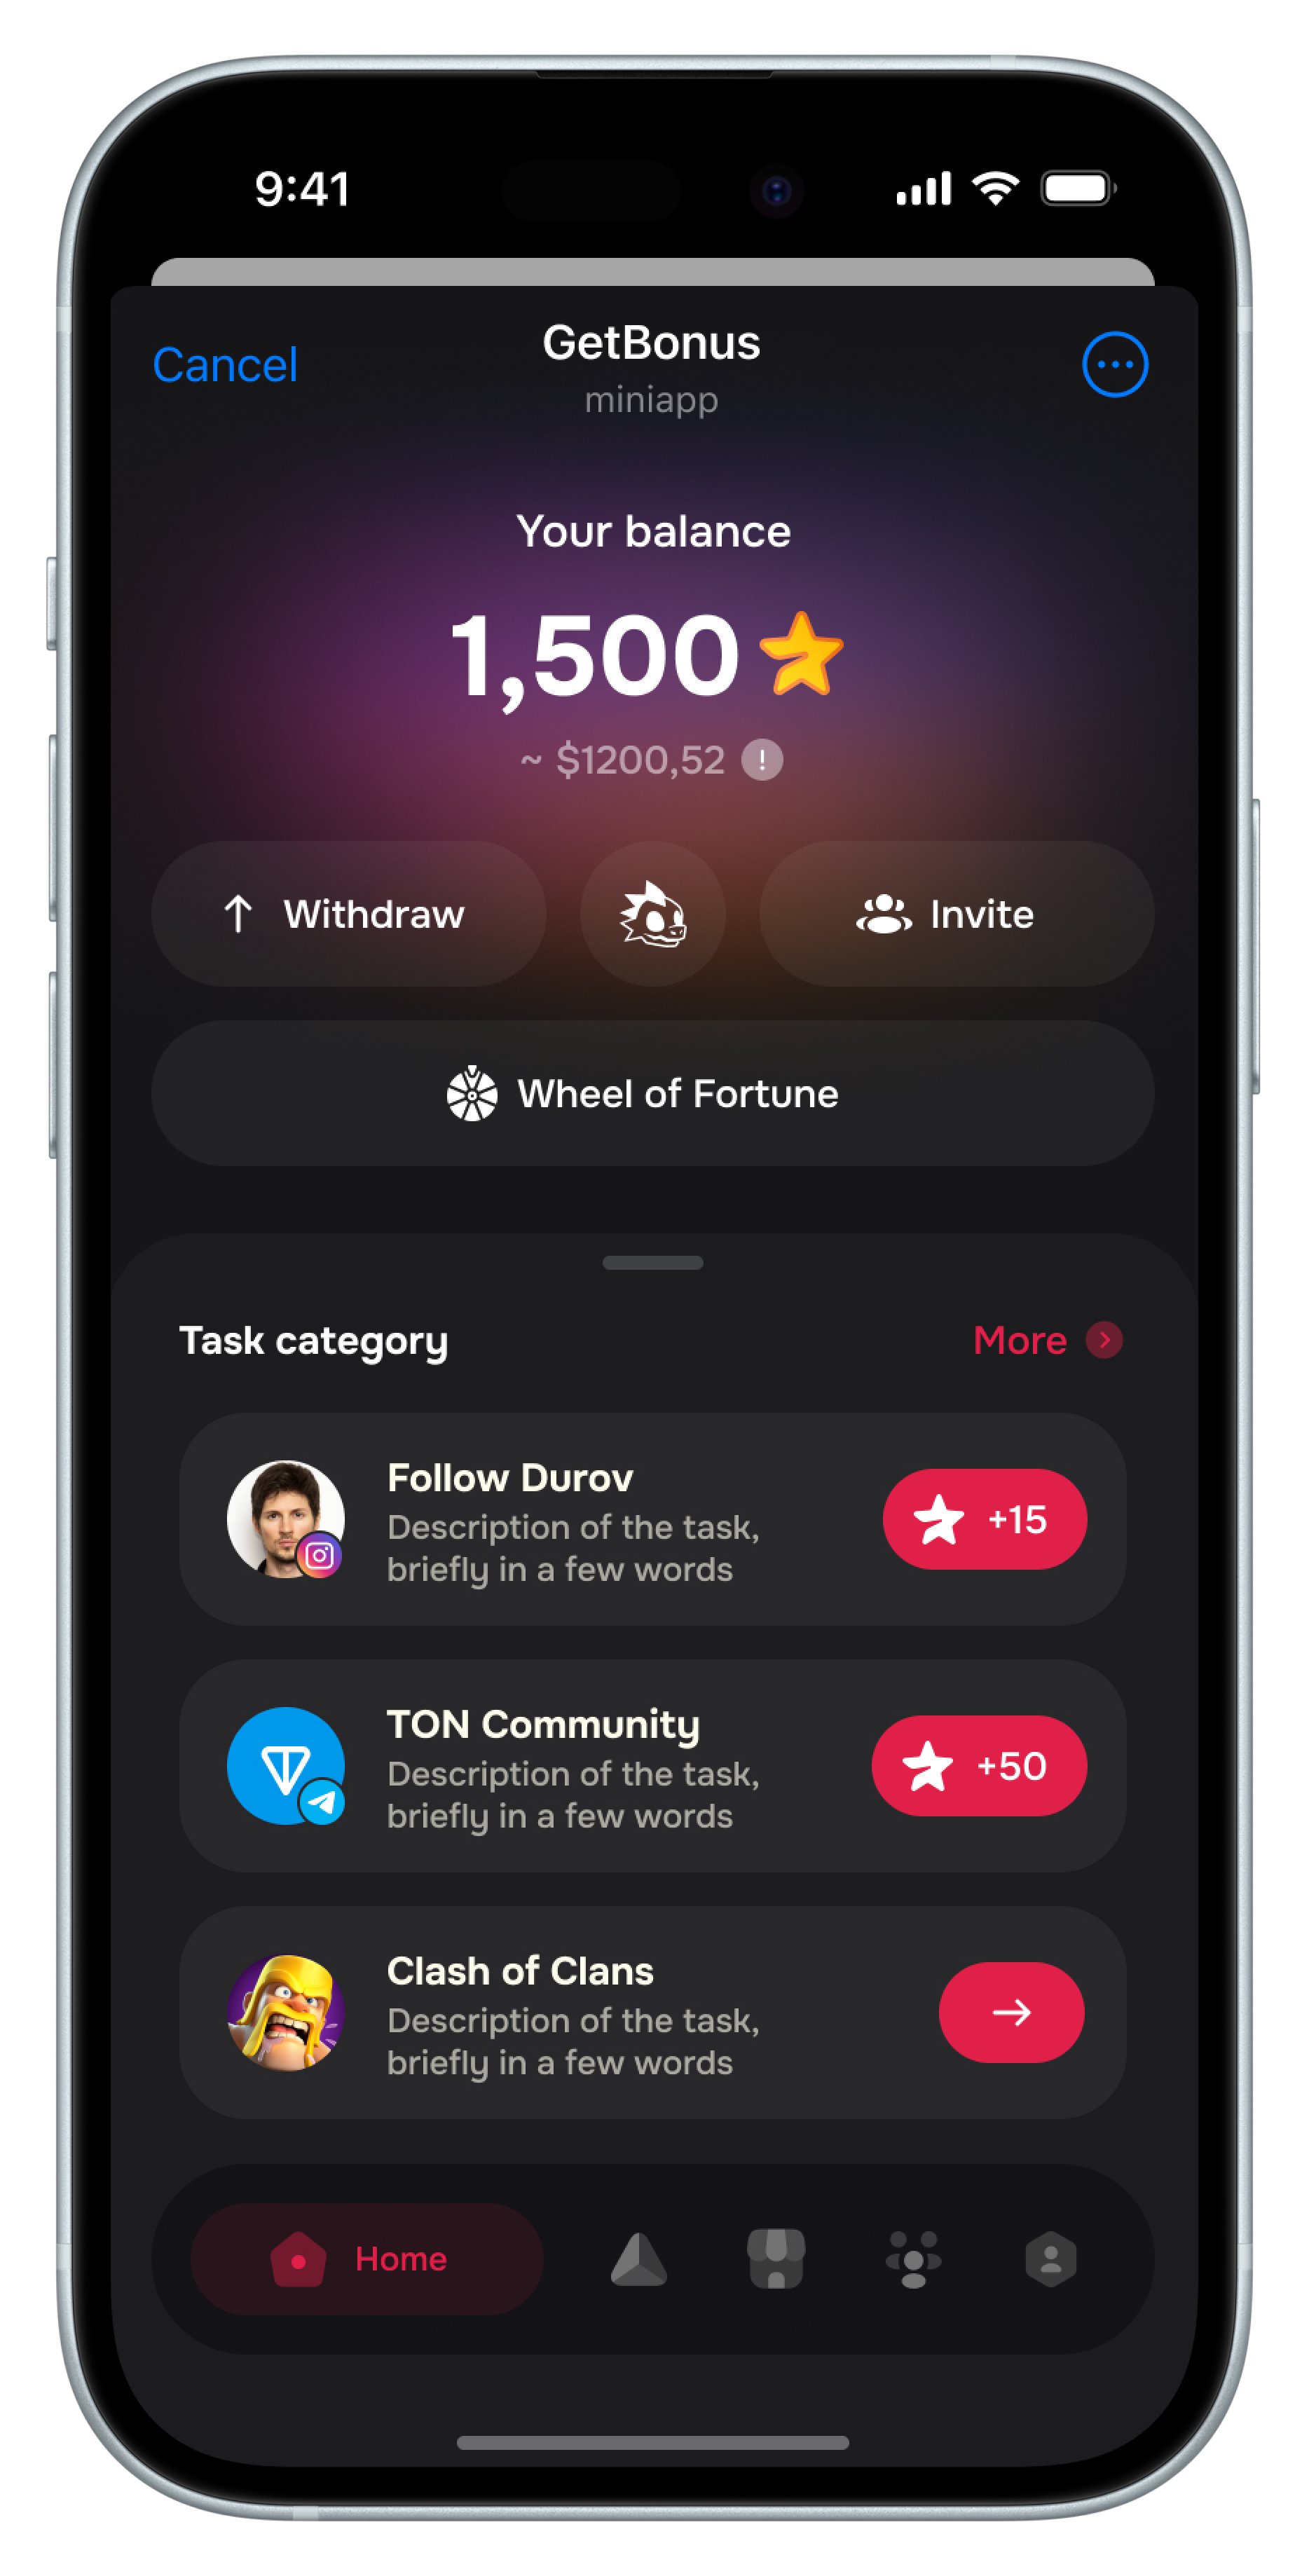 9:41
Cancel
GetBonus
miniapp
Your balance
1,500
~ $1200,52 !
Withdraw
Invite
Wheel of Fortune
Task category
More
Follow Durov
Description of the task,
briefly in a few words
+15
TON Community
Description of the task,
briefly in a few words
+50
Clash of Clans
Description of the task,
briefly in a few words
Home